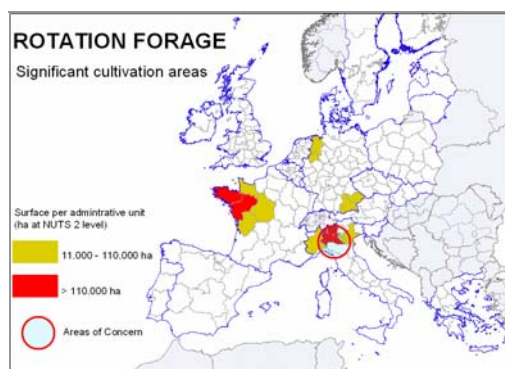 ROTATION FORAGE
Significant cultivation areas
Surface per admintrative unit
(ha at NUTS 2 level)
11.000 - 110.000 ha
> 110.000 ha
Areas of Concern